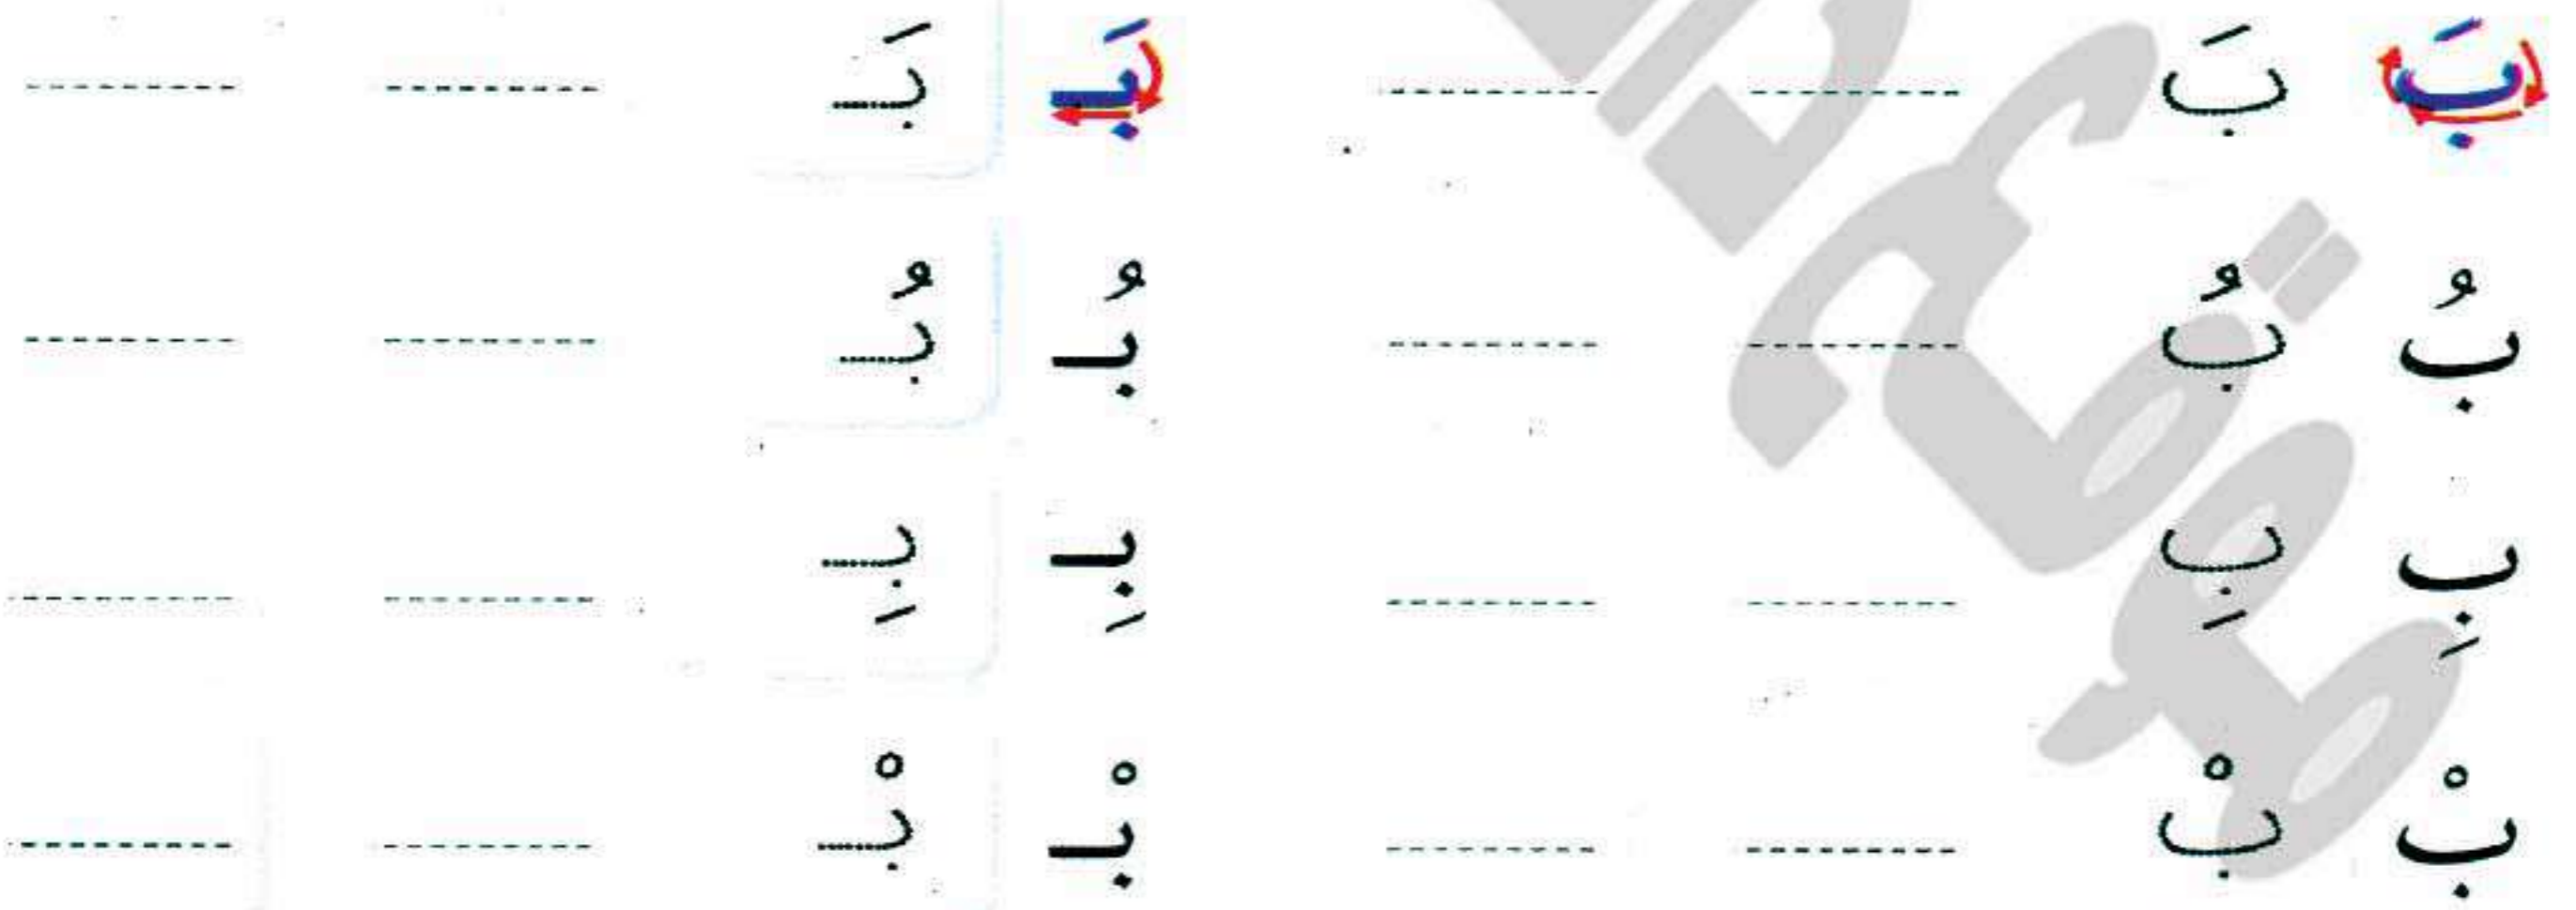 بَ بَ بَـ بَـ
بُ بُ بُـ بُـ
بِ بِ بِـ بِـ
بْ بْ بْـ بْـ